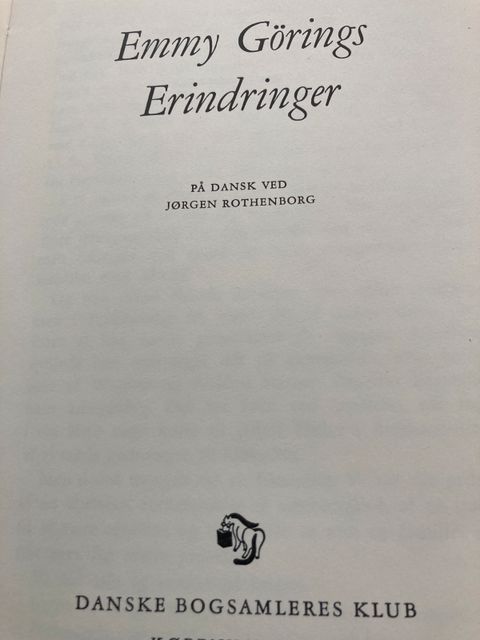 Emmy Görings
Erindringer
PÅ DANSK VED
JØRGEN ROTHENBORG
DANSKE BOGSAMLERES KLUB